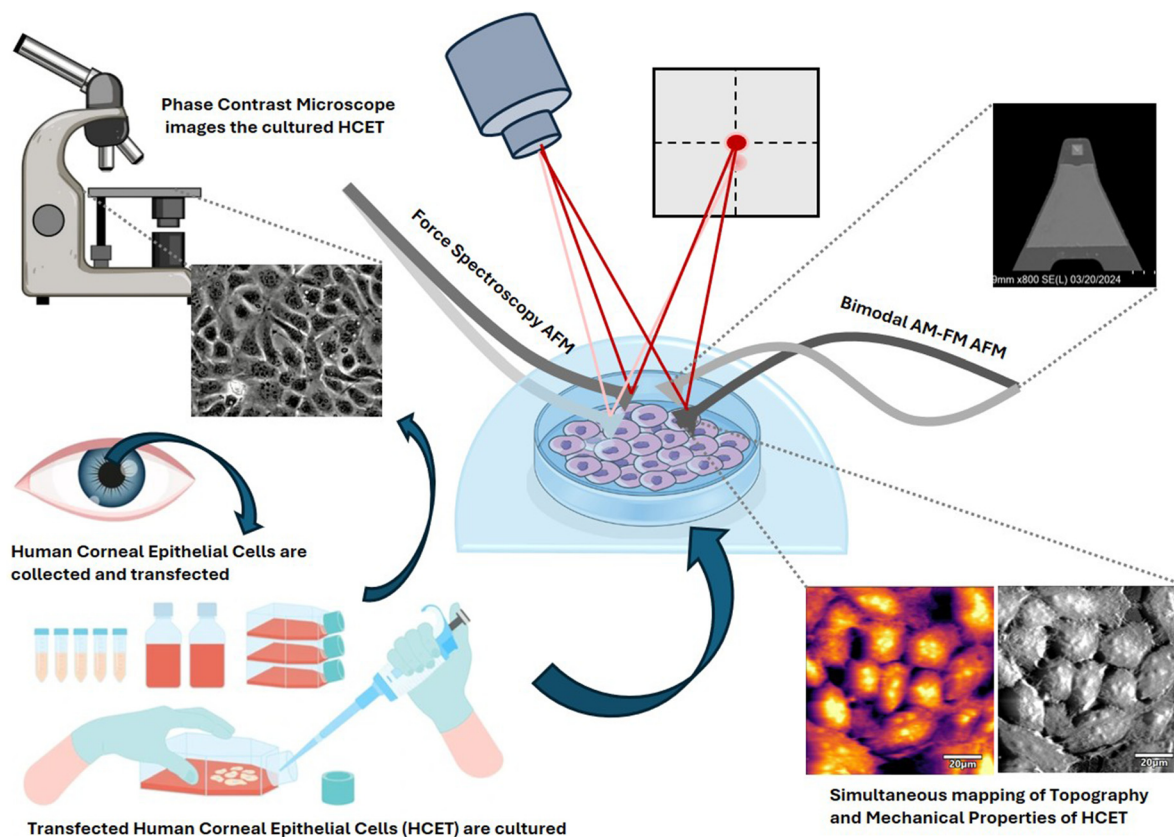 Phase Contrast Microscope
images the cultured HCET
Force Spectroscopy AFM
Bimodal AM-FM AFM
9mm x800 SE(L) 03/20/2024
Human Corneal Epithelial Cells are
collected and transfected
20µm
20µm
Simultaneous mapping of Topography
and Mechanical Properties of HCET
Transfected Human Corneal Epithelial Cells (HCET) are cultured